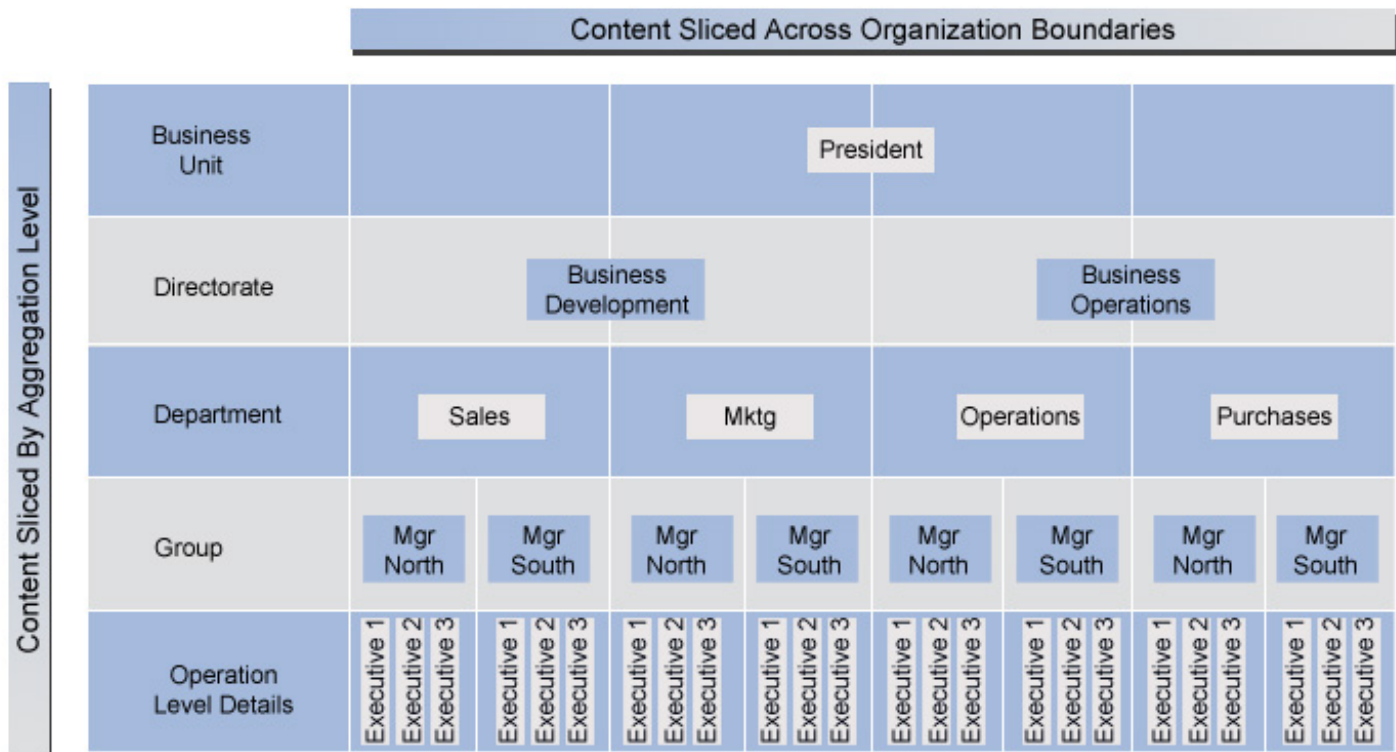 Content Sliced Across Organization Boundaries
Content Sliced By Aggregation Level
Business
Unit
President
Directorate
Business
Development
Business
Operations
Department
Sales
Mktg
Operations
Purchases
Group
Mgr
North
Mgr
South
Mgr
North
Mgr
South
Mgr
North
Mgr
South
Mgr
North
Mgr
South
Operation
Level Details
Executive 1
Executive 2
Executive 3
Executive 1
Executive 2
Executive 3
Executive 1
Executive 2
Executive 3
Executive 1
Executive 2
Executive 3
Executive 1
Executive 2
Executive 3
Executive 1
Executive 2
Executive 3
Executive 1
Executive 2
Executive 3
Executive 1
Executive 2
Executive 3